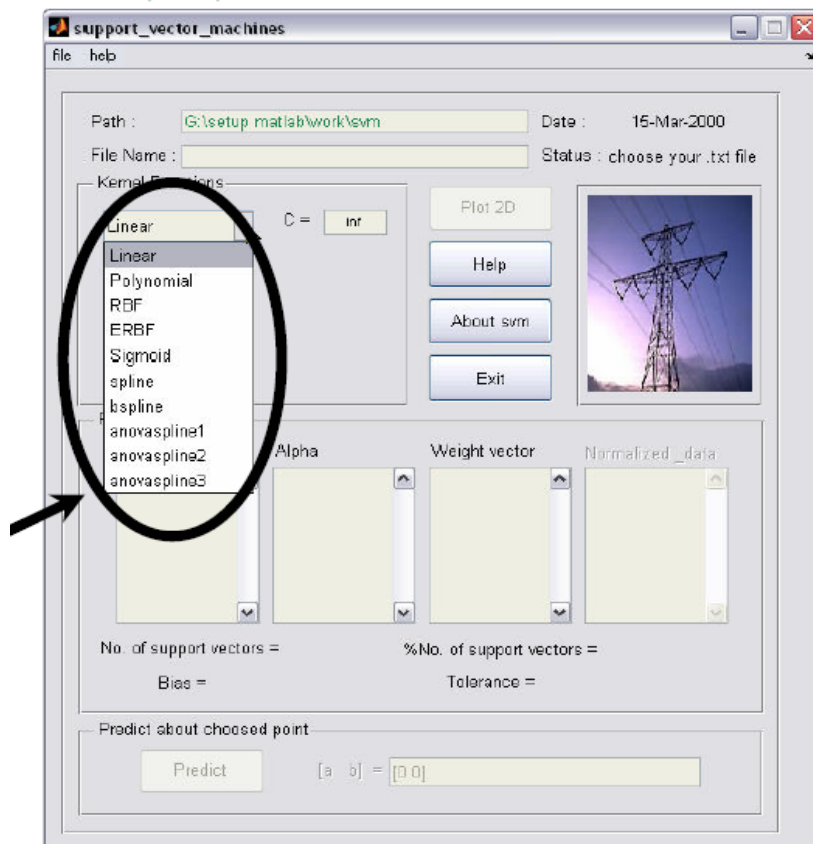 support_vector_machines
file help
Path : G:\setup matlab\work\svm Date : 15-Mar-2000
File Name : Status : choose your .txt file
Kernel
Linear C = inf Plot 2D
Linear
Polynomial
RBF
ERBF
Sigmoid
spline
bspline
anovaspline1
anovaspline2
anovaspline3
Help
About svm
Exit
Alpha Weight vector Normalized _data
No. of support vectors = %No. of support vectors =
Bias = Tolerance =
Predict about choosed point
Predict [a b] = [0 0]